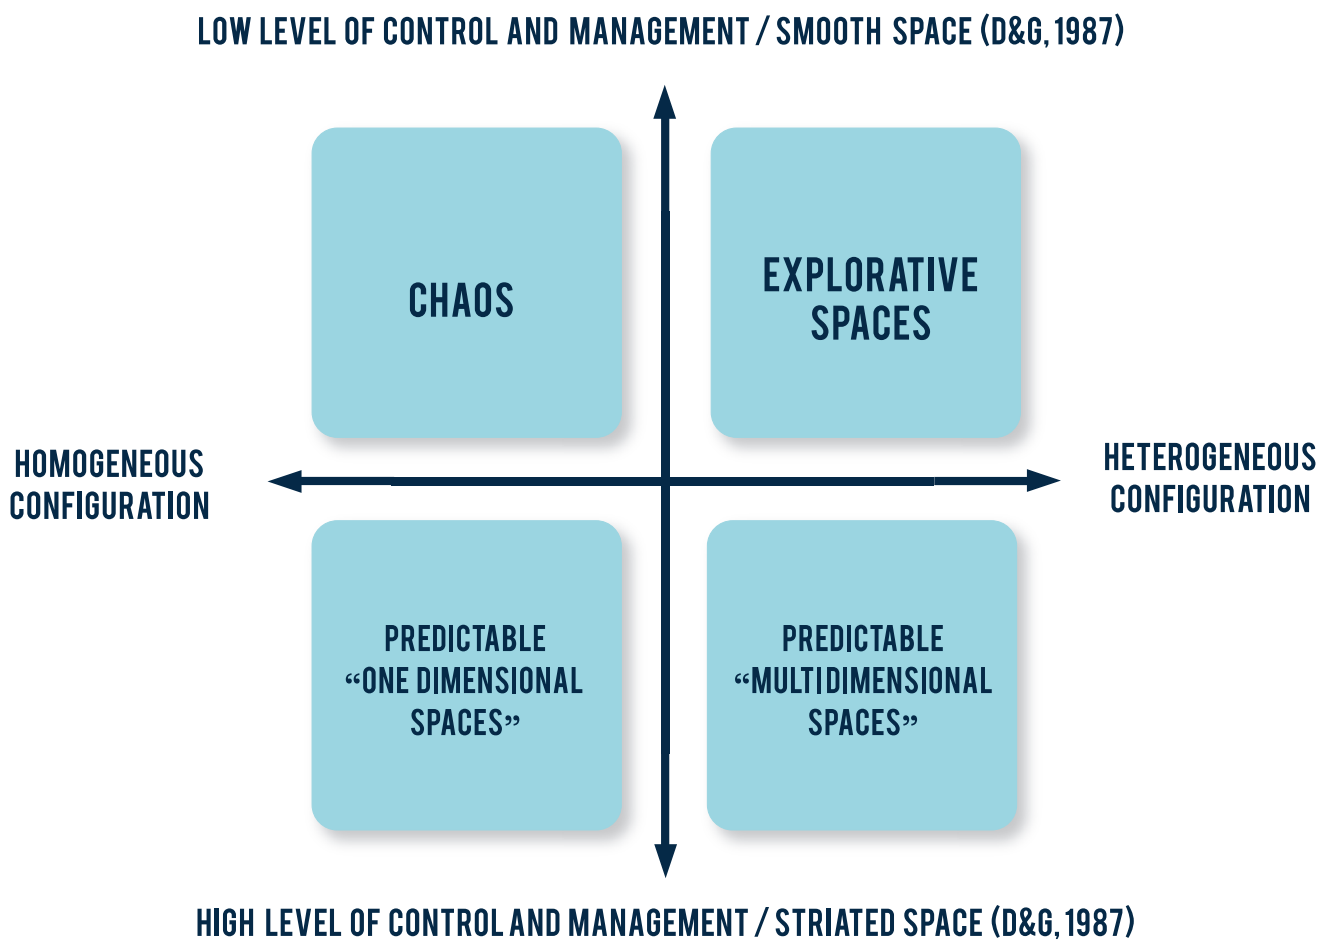 LOW LEVEL OF CONTROL AND MANAGEMENT / SMOOTH SPACE (D&G, 1987)
CHAOS
EXPLORATIVE
SPACES
HOMOGENEOUS
CONFIGURATION
HETEROGENEOUS
CONFIGURATION
PREDICTABLE
“ONE DIMENSIONAL
SPACES”
PREDICTABLE
“MULTIDIMENSIONAL
SPACES”
HIGH LEVEL OF CONTROL AND MANAGEMENT / STRIATED SPACE (D&G, 1987)